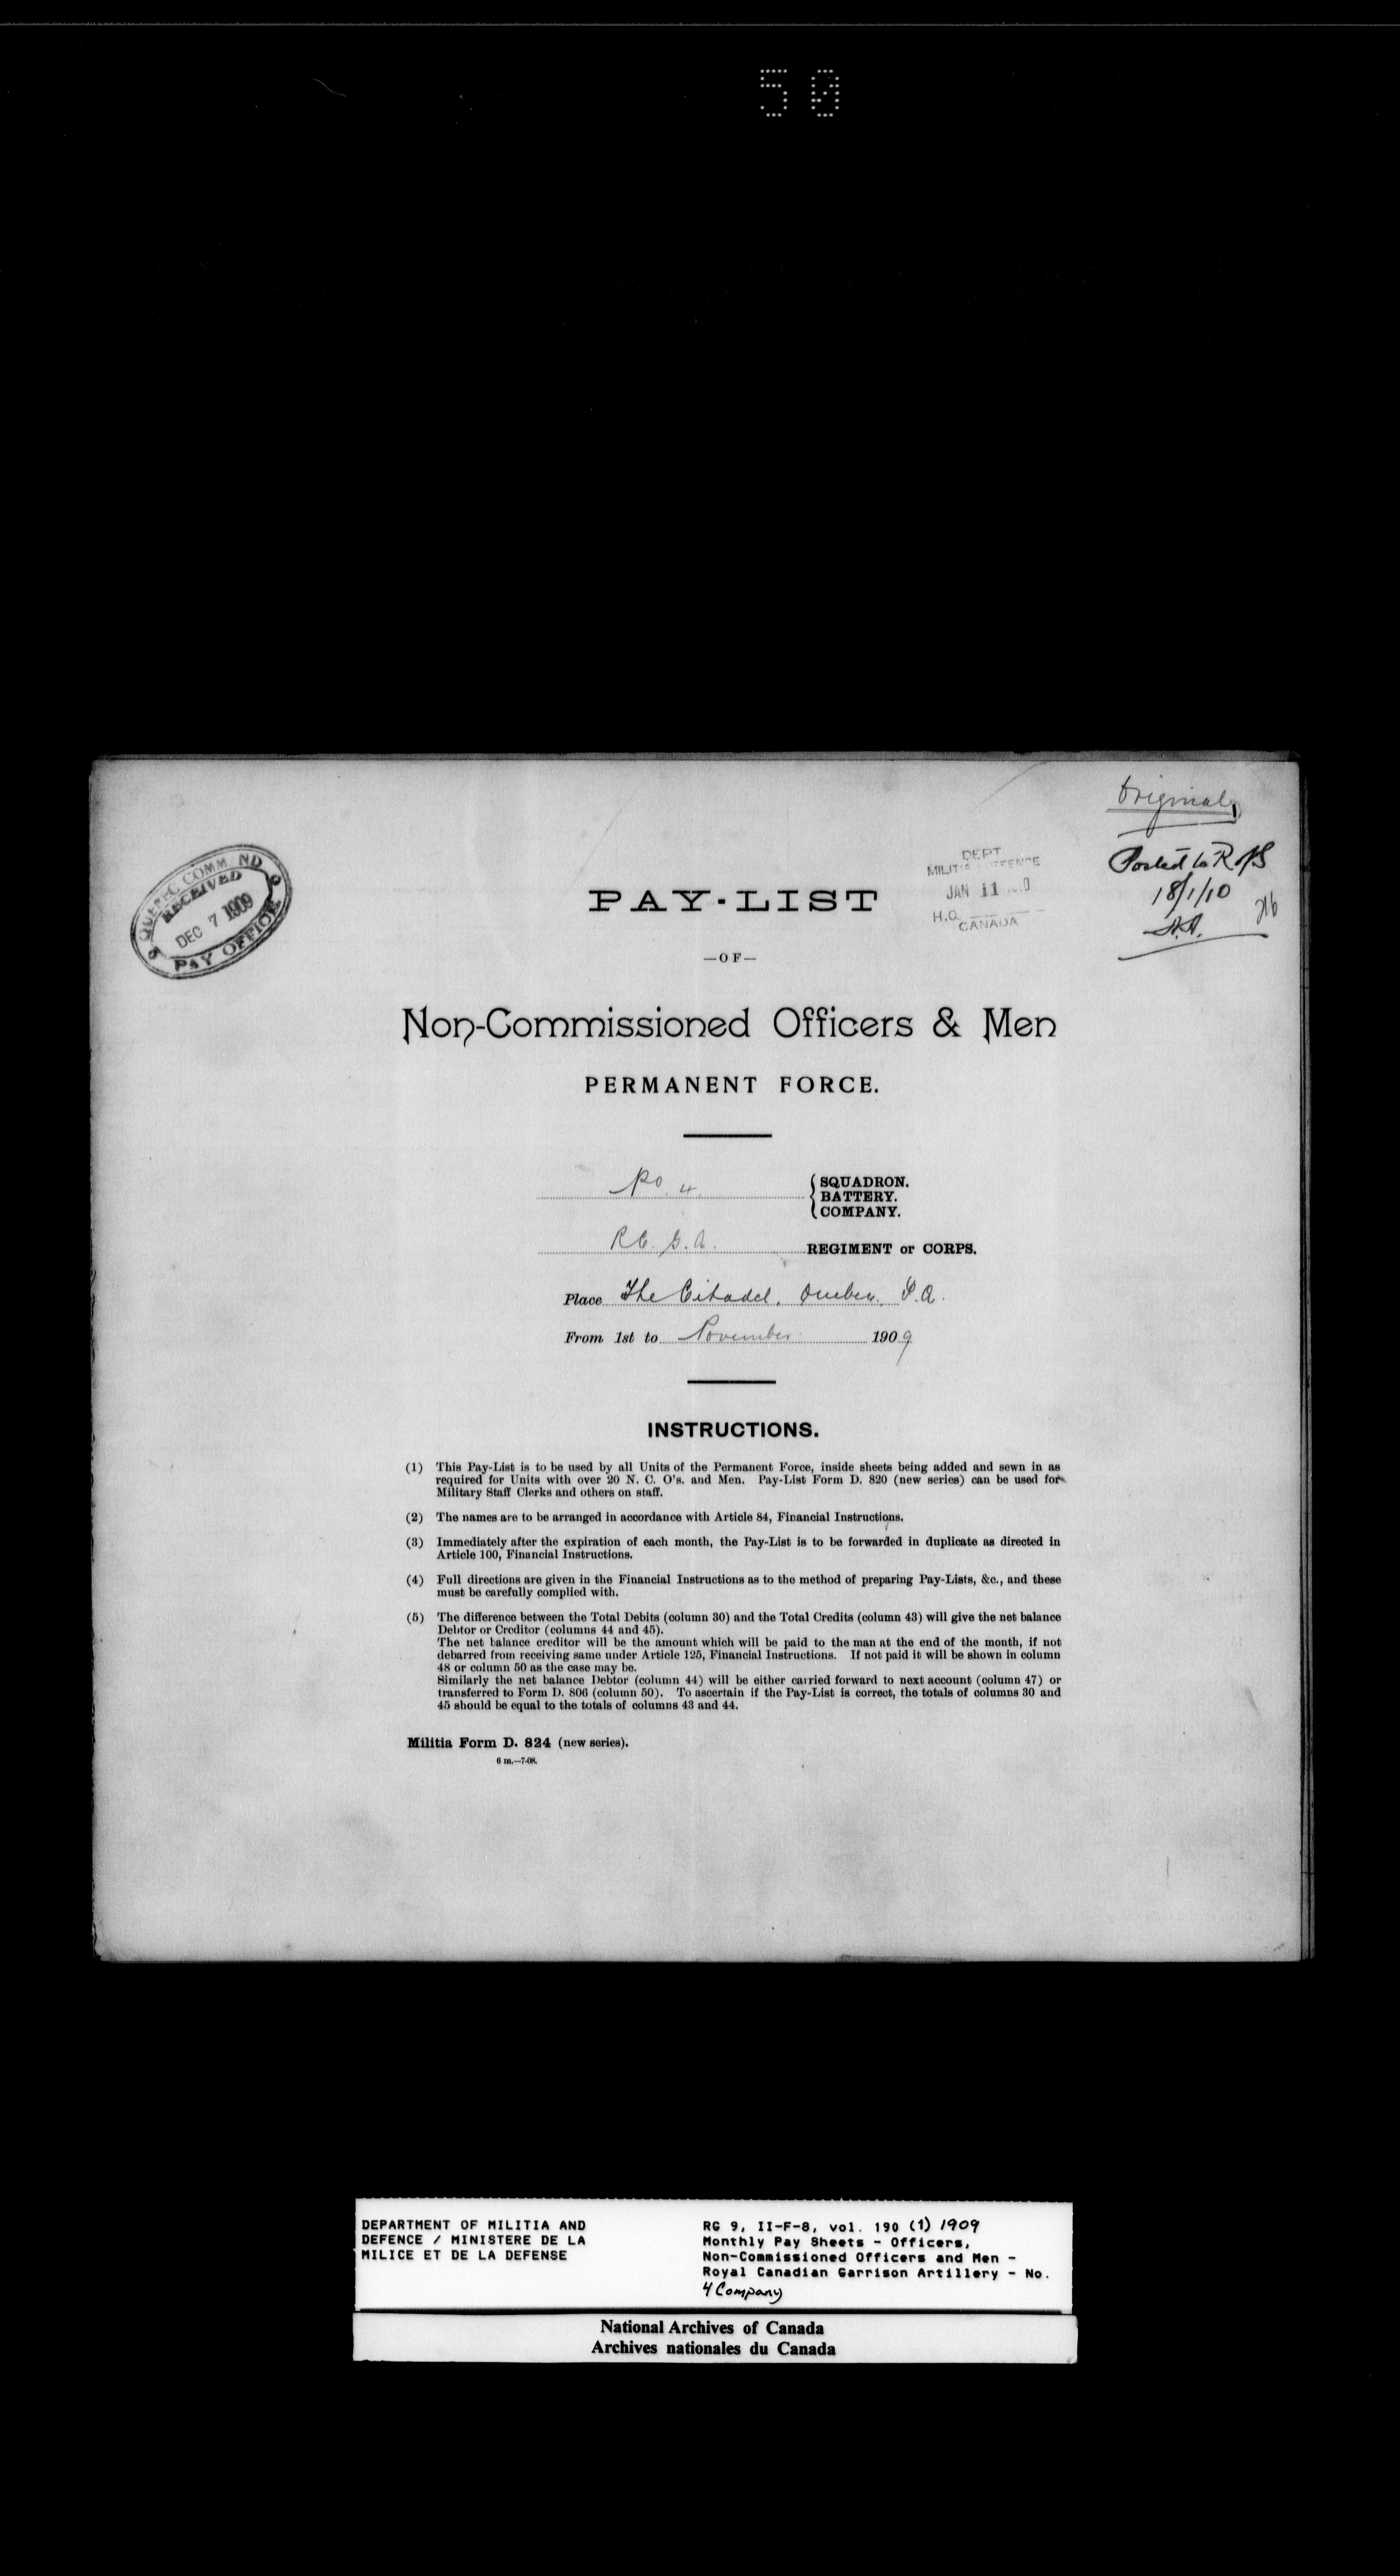 50
Original
QUEBEC COMMAND
RECEIVED
DEC 7 1909
PAY OFFICE
DEPT
MILITIA DEFENCE
JAN 11
H.Q.
CANADA
Posted to R of S
18/1/10
PAY-LIST
—OF—
Non-Commissioned Officers & Men
PERMANENT FORCE.
No. 4 { SQUADRON. BATTERY. COMPANY.
R.C.G.A. REGIMENT or CORPS.
Place The Citadel, Quebec, P.Q.
From 1st to November 1909
INSTRUCTIONS.
(1) This Pay-List is to be used by all Units of the Permanent Force, inside sheets being added and sewn in as
required for Units with over 20 N. C. O's. and Men. Pay-List Form D. 820 (new series) can be used for
Military Staff Clerks and others on staff.
(2) The names are to be arranged in accordance with Article 84, Financial Instructions.
(3) Immediately after the expiration of each month, the Pay-List is to be forwarded in duplicate as directed in
Article 100, Financial Instructions.
(4) Full directions are given in the Financial Instructions as to the method of preparing Pay-Lists, &c., and these
must be carefully complied with.
(5) The difference between the Total Debits (column 30) and the Total Credits (column 43) will give the net balance
Debtor or Creditor (columns 44 and 45).
The net balance creditor will be the amount which will be paid to the man at the end of the month, if not
debarred from receiving same under Article 125, Financial Instructions. If not paid it will be shown in column
48 or column 50 as the case may be.
Similarly the net balance Debtor (column 44) will be either carried forward to next account (column 47) or
transferred to Form D. 806 (column 50). To ascertain if the Pay-List is correct, the totals of columns 30 and
45 should be equal to the totals of columns 43 and 44.
Militia Form D. 824 (new series).
6 m.—7-08.
DEPARTMENT OF MILITIA AND
DEFENCE / MINISTERE DE LA
MILICE ET DE LA DEFENSE
RG 9, II-F-8, vol. 190 (1) 1909
Monthly Pay Sheets - Officers,
Non-Commissioned Officers and Men -
Royal Canadian Garrison Artillery - No.
4 Company
National Archives of Canada
Archives nationales du Canada